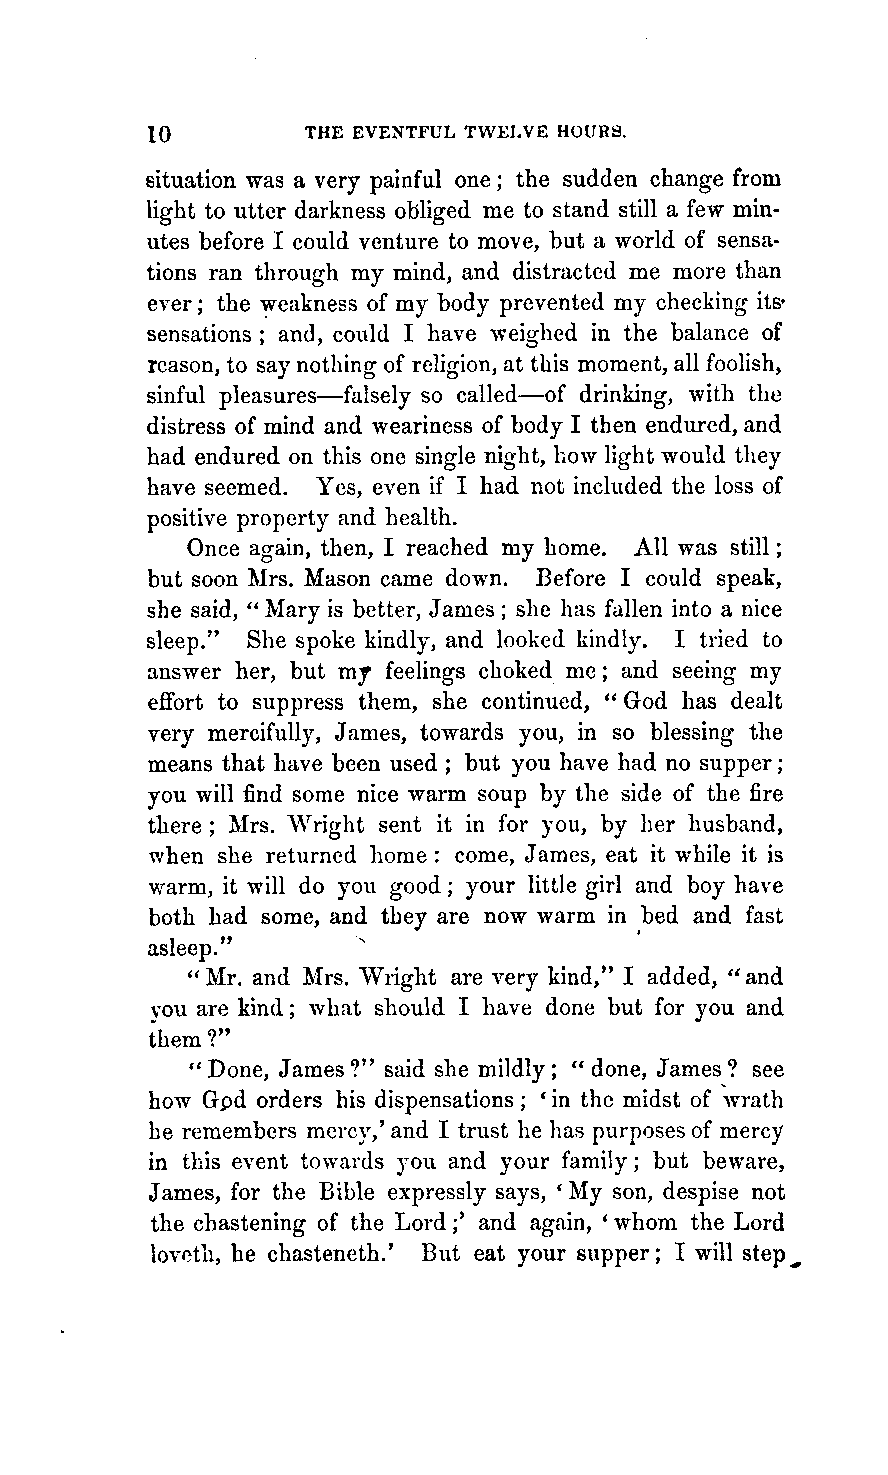 10 THE EVENTFUL TWELVE HOURS.
situation was a very painful one; the sudden change from
light to utter darkness obliged me to stand still a few min-
utes before I could venture to move, but a world of sensa-
tions ran through my mind, and distracted me more than
ever; the weakness of my body prevented my checking its
sensations; and, could I have weighed in the balance of
reason, to say nothing of religion, at this moment, all foolish,
sinful pleasures—falsely so called—of drinking, with the
distress of mind and weariness of body I then endured, and
had endured on this one single night, how light would they
have seemed. Yes, even if I had not included the loss of
positive property and health.
Once again, then, I reached my home. All was still;
but soon Mrs. Mason came down. Before I could speak,
she said, "Mary is better, James; she has fallen into a nice
sleep." She spoke kindly, and looked kindly. I tried to
answer her, but my feelings choked me; and seeing my
effort to suppress them, she continued, "God has dealt
very mercifully, James, towards you, in so blessing the
means that have been used; but you have had no supper;
you will find some nice warm soup by the side of the fire
there; Mrs. Wright sent it in for you, by her husband,
when she returned home: come, James, eat it while it is
warm, it will do you good; your little girl and boy have
both had some, and they are now warm in bed and fast
asleep."
"Mr. and Mrs. Wright are very kind," I added, "and
you are kind; what should I have done but for you and
them?"
"Done, James?" said she mildly; "done, James? see
how God orders his dispensations; 'in the midst of wrath
he remembers mercy,' and I trust he has purposes of mercy
in this event towards you and your family; but beware,
James, for the Bible expressly says, 'My son, despise not
the chastening of the Lord;' and again, 'whom the Lord
loveth, he chasteneth.' But eat your supper; I will step